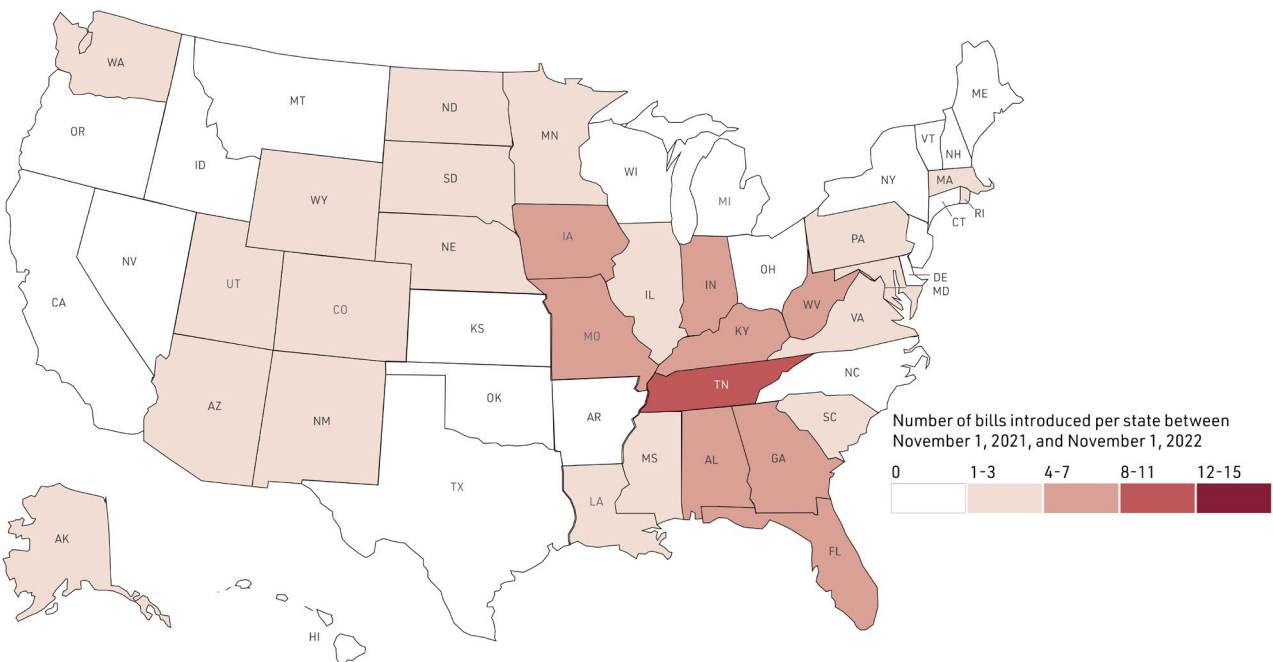 WA
MT
ND
MN
OR
ID
WY
SD
WI
MI
ME
VT
NH
NY
MA
CT
RI
NV
UT
CO
NE
IA
IL
IN
OH
PA
DE
MD
CA
KS
MO
KY
WV
VA
AZ
NM
OK
AR
TN
NC
SC
MS
AL
GA
TX
LA
FL
AK
HI
Number of bills introduced per state between
November 1, 2021, and November 1, 2022
0 1-3 4-7 8-11 12-15